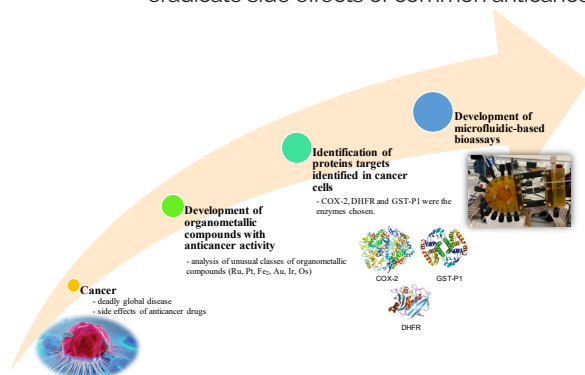 Development of
microfluidic-based
bioassays
Identification of
proteins targets
identified in cancer
cells
- COX-2, DHFR and GST-P1 were the
enzymes chosen.
Development of
organometallic
compounds with
anticancer activity
- analysis of unusual classes of organometallic
compounds (Ru, Pt, Fe₂, Au, Ir, Os)
COX-2
GST-P1
DHFR
Cancer
- deadly global disease
- side effects of anticancer drugs